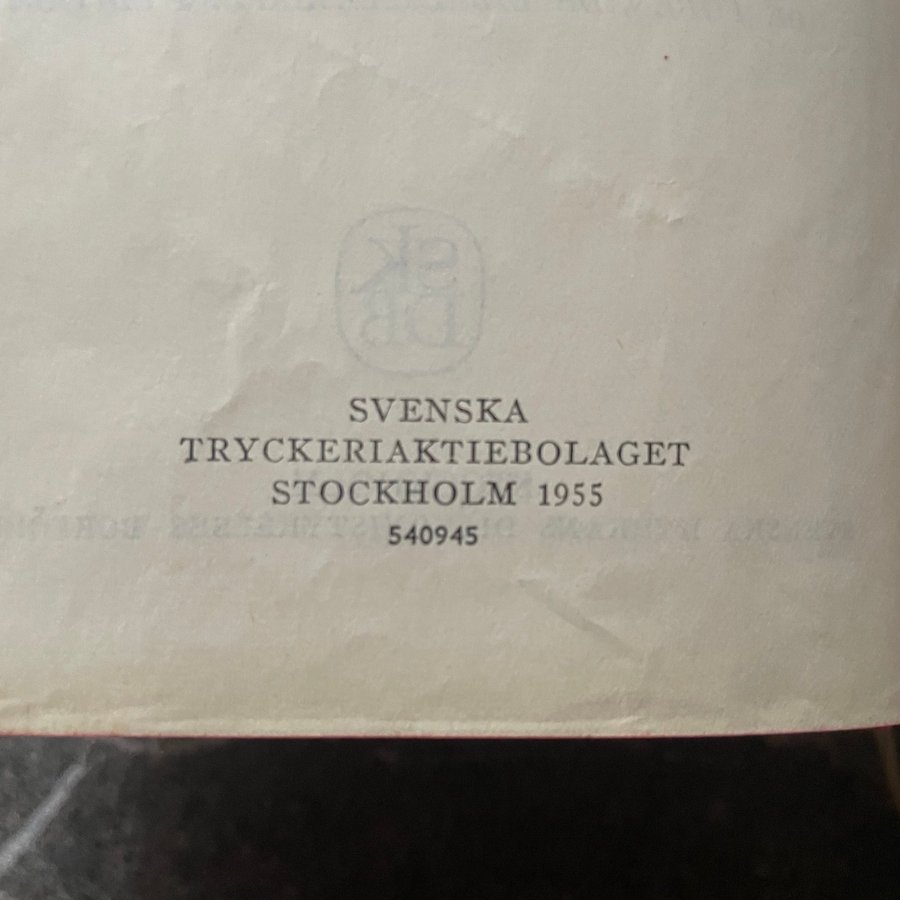 SVENSKA
TRYCKERIAKTIEBOLAGET
STOCKHOLM 1955
540945